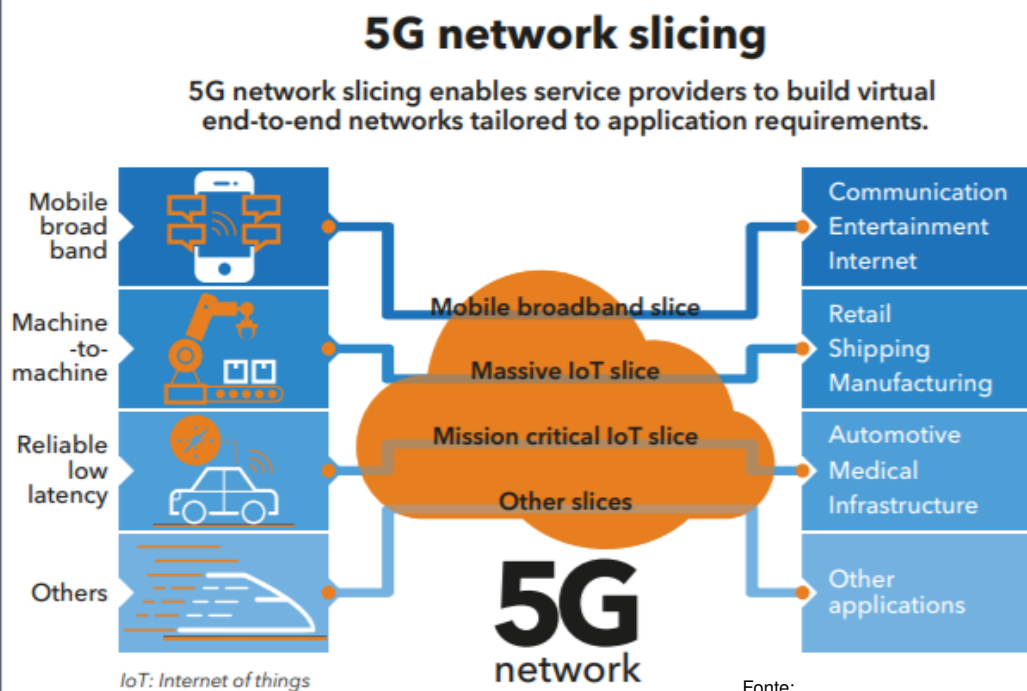 5G network slicing
5G network slicing enables service providers to build virtual
end-to-end networks tailored to application requirements.
Mobile
broad
band
Mobile broadband slice
Communication
Entertainment
Internet
Machine
-to-
machine
Massive IoT slice
Retail
Shipping
Manufacturing
Reliable
low
latency
Mission critical IoT slice
Automotive
Medical
Infrastructure
Others
Other slices
Other
applications
5G
network
IoT: Internet of things
Fonte: